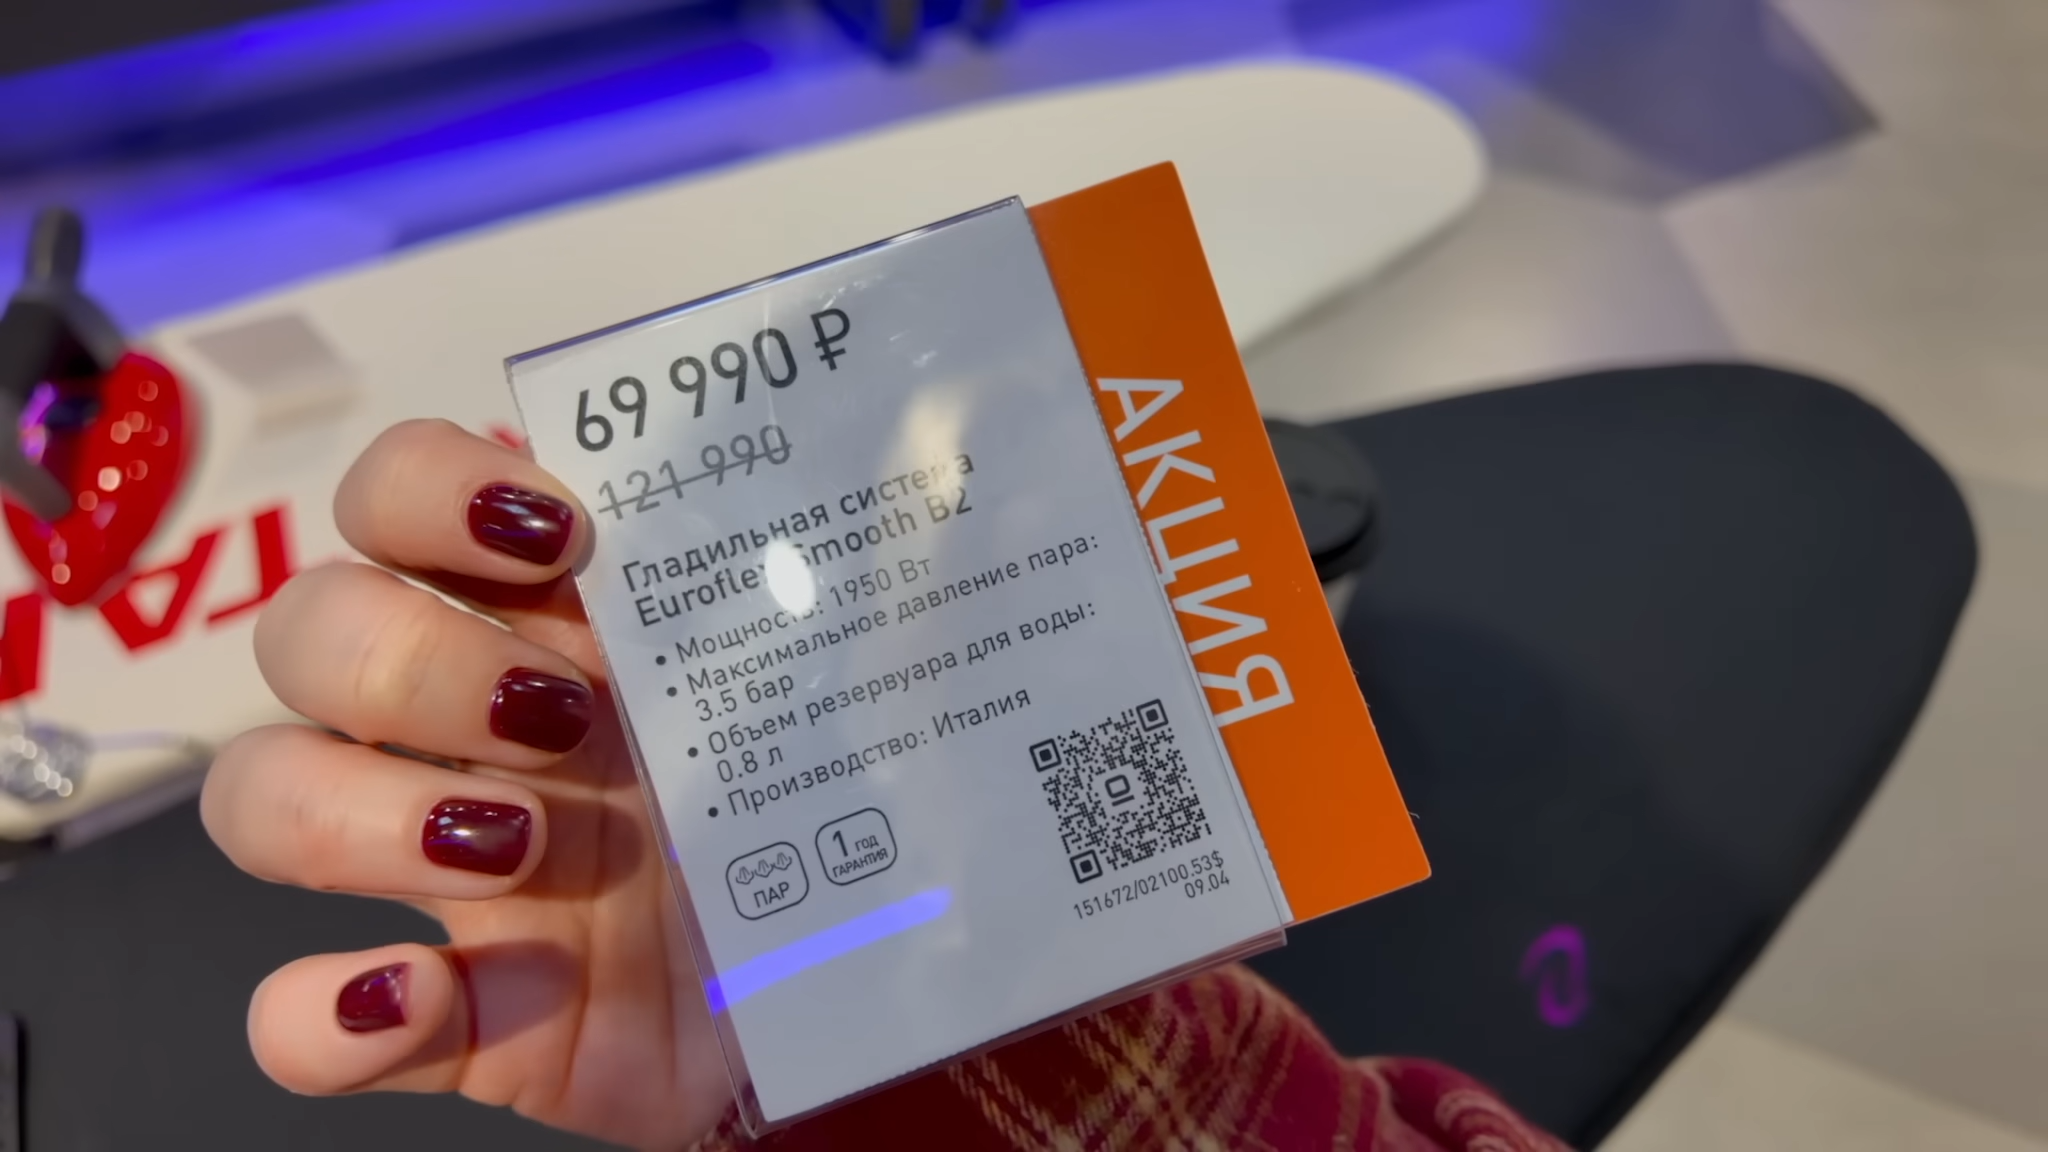 69 990 ₽
121 990
Гладильная система
Euroflex Smooth B2
• Мощность: 1950 Вт
• Максимальное давление пара:
3.5 бар
• Объем резервуара для воды:
0.8 л
• Производство: Италия
ПАР
1 год
ГАРАНТИЯ
151672/02100.53$
09.04
АКЦИЯ